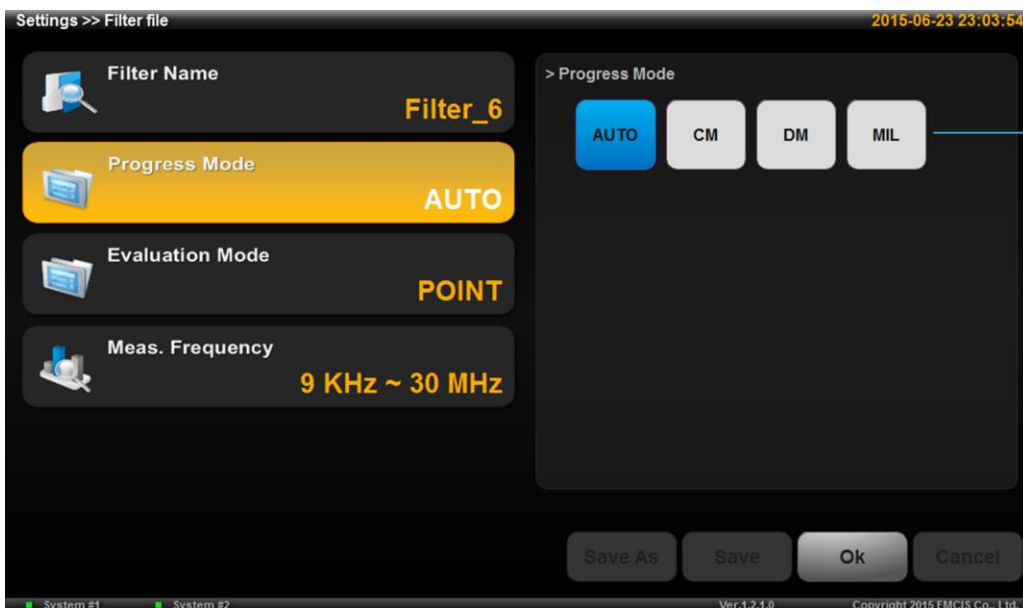 Settings >> Filter file
2015-06-23 23:03:54
Filter Name
Filter_6
Progress Mode
AUTO
Evaluation Mode
POINT
Meas. Frequency
9 KHz ~ 30 MHz
> Progress Mode
AUTO CM DM MIL
Save As Save Ok Cancel
System #1 System #2 Ver.1.2.1.0 Copyright 2015 EMCIS Co., Ltd.